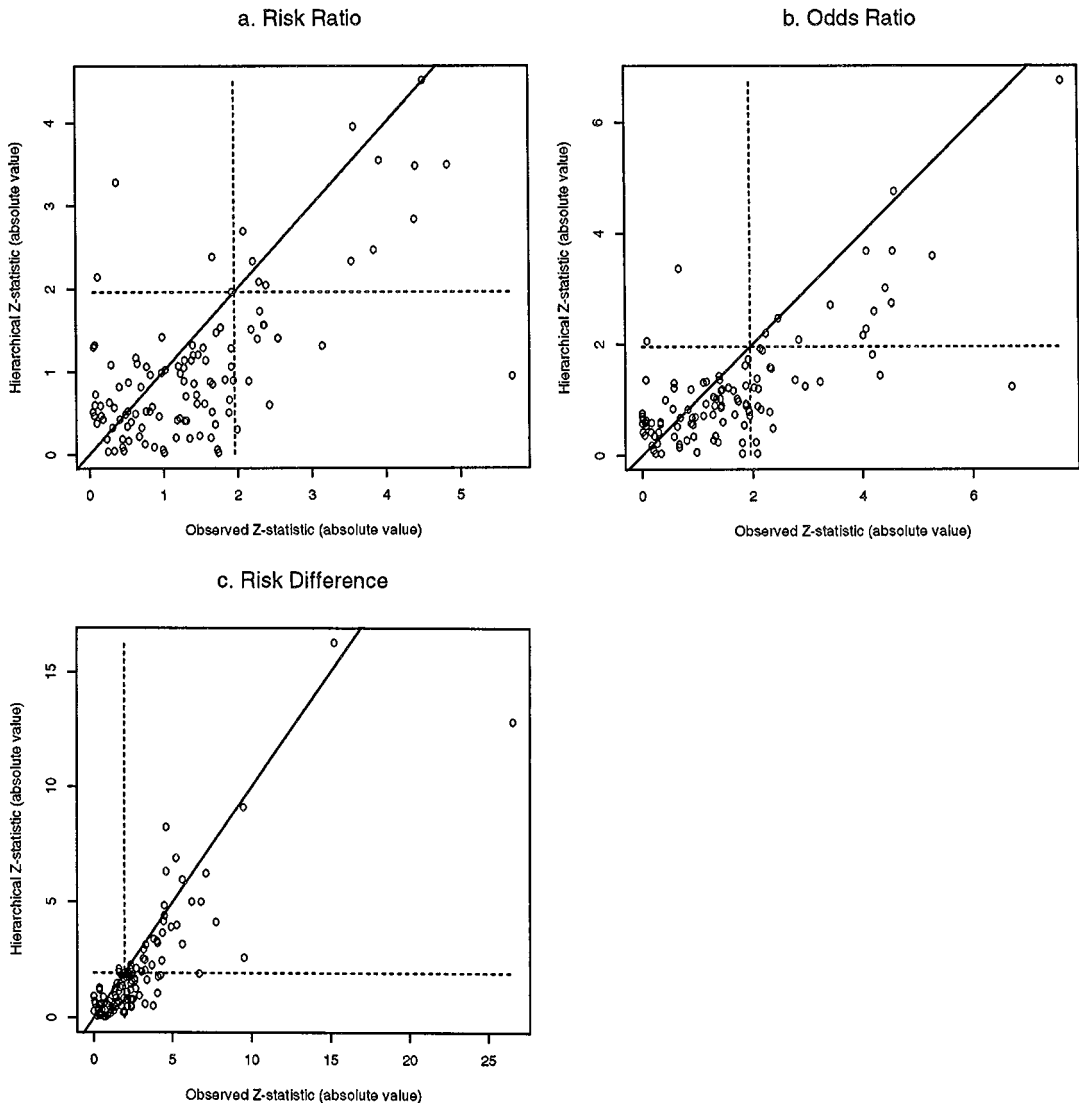 a. Risk Ratio
Hierarchical Z-statistic (absolute value)
4
3
2
1
0
0 1 2 3 4 5
Observed Z-statistic (absolute value)
b. Odds Ratio
Hierarchical Z-statistic (absolute value)
6
4
2
0
0 2 4 6
Observed Z-statistic (absolute value)
c. Risk Difference
Hierarchical Z-statistic (absolute value)
15
10
5
0
0 5 10 15 20 25
Observed Z-statistic (absolute value)